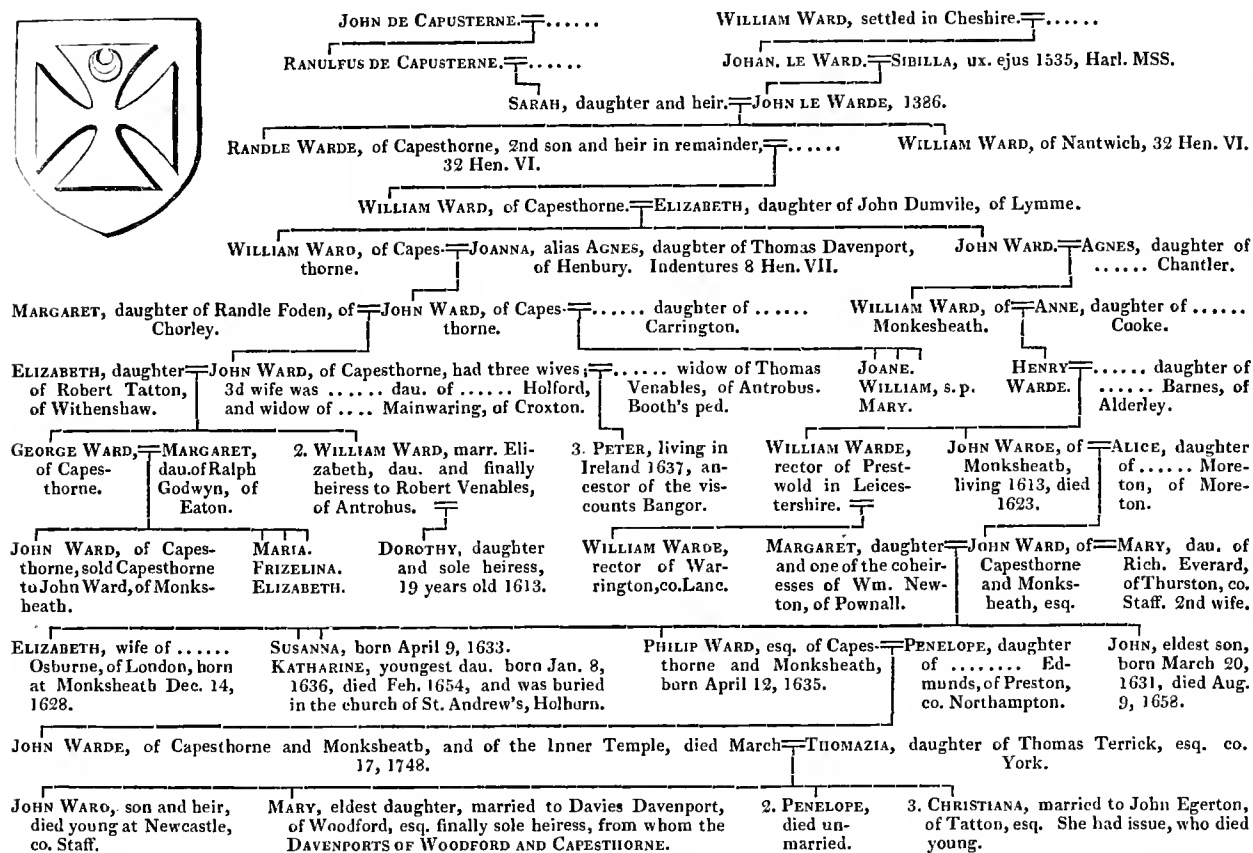 JOHN DE CAPUSTERNE. ...... WILLIAM WARD, settled in Cheshire. ......
RANULFUS DE CAPUSTERNE. ...... JOHAN. LE WARD. SIBILLA, ux. ejus 1535, Harl. MSS.
SARAH, daughter and heir. JOHN LE WARDE, 1386.
RANDLE WARDE, of Capesthorne, 2nd son and heir in remainder, ......
32 Hen. VI.
WILLIAM WARD, of Nantwich, 32 Hen. VI.
WILLIAM WARD, of Capesthorne. ELIZABETH, daughter of John Dumvile, of Lymme.
WILLIAM WARD, of Capes-
thorne.
JOANNA, alias AGNES, daughter of Thomas Davenport,
of Henbury. Indentures 8 Hen. VII.
JOHN WARD.
AGNES, daughter of
...... Chantler.
MARGARET, daughter of Randle Foden, of
Chorley.
JOHN WARD, of Capes-
thorne.
...... daughter of ......
Carrington.
WILLIAM WARD, of
Monkesheath.
ANNE, daughter of ......
Cooke.
ELIZABETH, daughter
of Robert Tatton,
of Withenshaw.
JOHN WARD, of Capesthorne, had three wives;
3d wife was ...... dau. of ...... Holford,
and widow of .... Mainwaring, of Croxton.
...... widow of Thomas
Venables, of Antrobus.
Booth's ped.
JOANE.
WILLIAM, s. p.
MARY.
HENRY
WARDE.
...... daughter of
...... Barnes, of
Alderley.
GEORGE WARD,
of Capes-
thorne.
MARGARET,
dau. of Ralph
Godwyn, of
Eaton.
2. WILLIAM WARD, marr. Eli-
zabeth, dau. and finally
heiress to Robert Venables,
of Antrobus.
3. PETER, living in
Ireland 1637, an-
cestor of the vis-
counts Bangor.
WILLIAM WARDE,
rector of Prest-
wold in Leices-
tershire.
JOHN WARDE, of
Monksheath,
living 1613, died
1623.
ALICE, daughter
of ...... More-
ton, of More-
ton.
JOHN WARD, of Capes-
thorne, sold Capesthorne
to John Ward, of Monks-
heath.
MARIA.
FRIZELINA.
ELIZABETH.
DOROTHY, daughter
and sole heiress,
19 years old 1613.
WILLIAM WARDE,
rector of War-
rington, co. Lanc.
MARGARET, daughter
and one of the coheir-
esses of Wm. New-
ton, of Pownall.
JOHN WARD, of
Capesthorne
and Monks-
heath, esq.
MARY, dau. of
Rich. Everard,
of Thurston, co.
Staff. 2nd wife.
ELIZABETH, wife of ......
Osburne, of London, born
at Monksheath Dec. 14,
1628.
SUSANNA, born April 9, 1633.
KATHARINE, youngest dau. born Jan. 8,
1636, died Feb. 1654, and was buried
in the church of St. Andrew's, Holburn.
PHILIP WARD, esq. of Capes-
thorne and Monksheath,
born April 12, 1635.
PENELOPE, daughter
of ........ Ed-
munds, of Preston,
co. Northampton.
JOHN, eldest son,
born March 20,
1631, died Aug.
9, 1658.
JOHN WARDE, of Capesthorne and Monksheath, and of the Inner Temple, died March
17, 1748.
THOMAZIA, daughter of Thomas Terrick, esq. co.
York.
JOHN WARD, son and heir,
died young at Newcastle,
co. Staff.
MARY, eldest daughter, married to Davies Davenport,
of Woodford, esq. finally sole heiress, from whom the
DAVENPORTS OF WOODFORD AND CAPESTHORNE.
2. PENELOPE,
died un-
married.
3. CHRISTIANA, married to John Egerton,
of Tatton, esq. She had issue, who died
young.